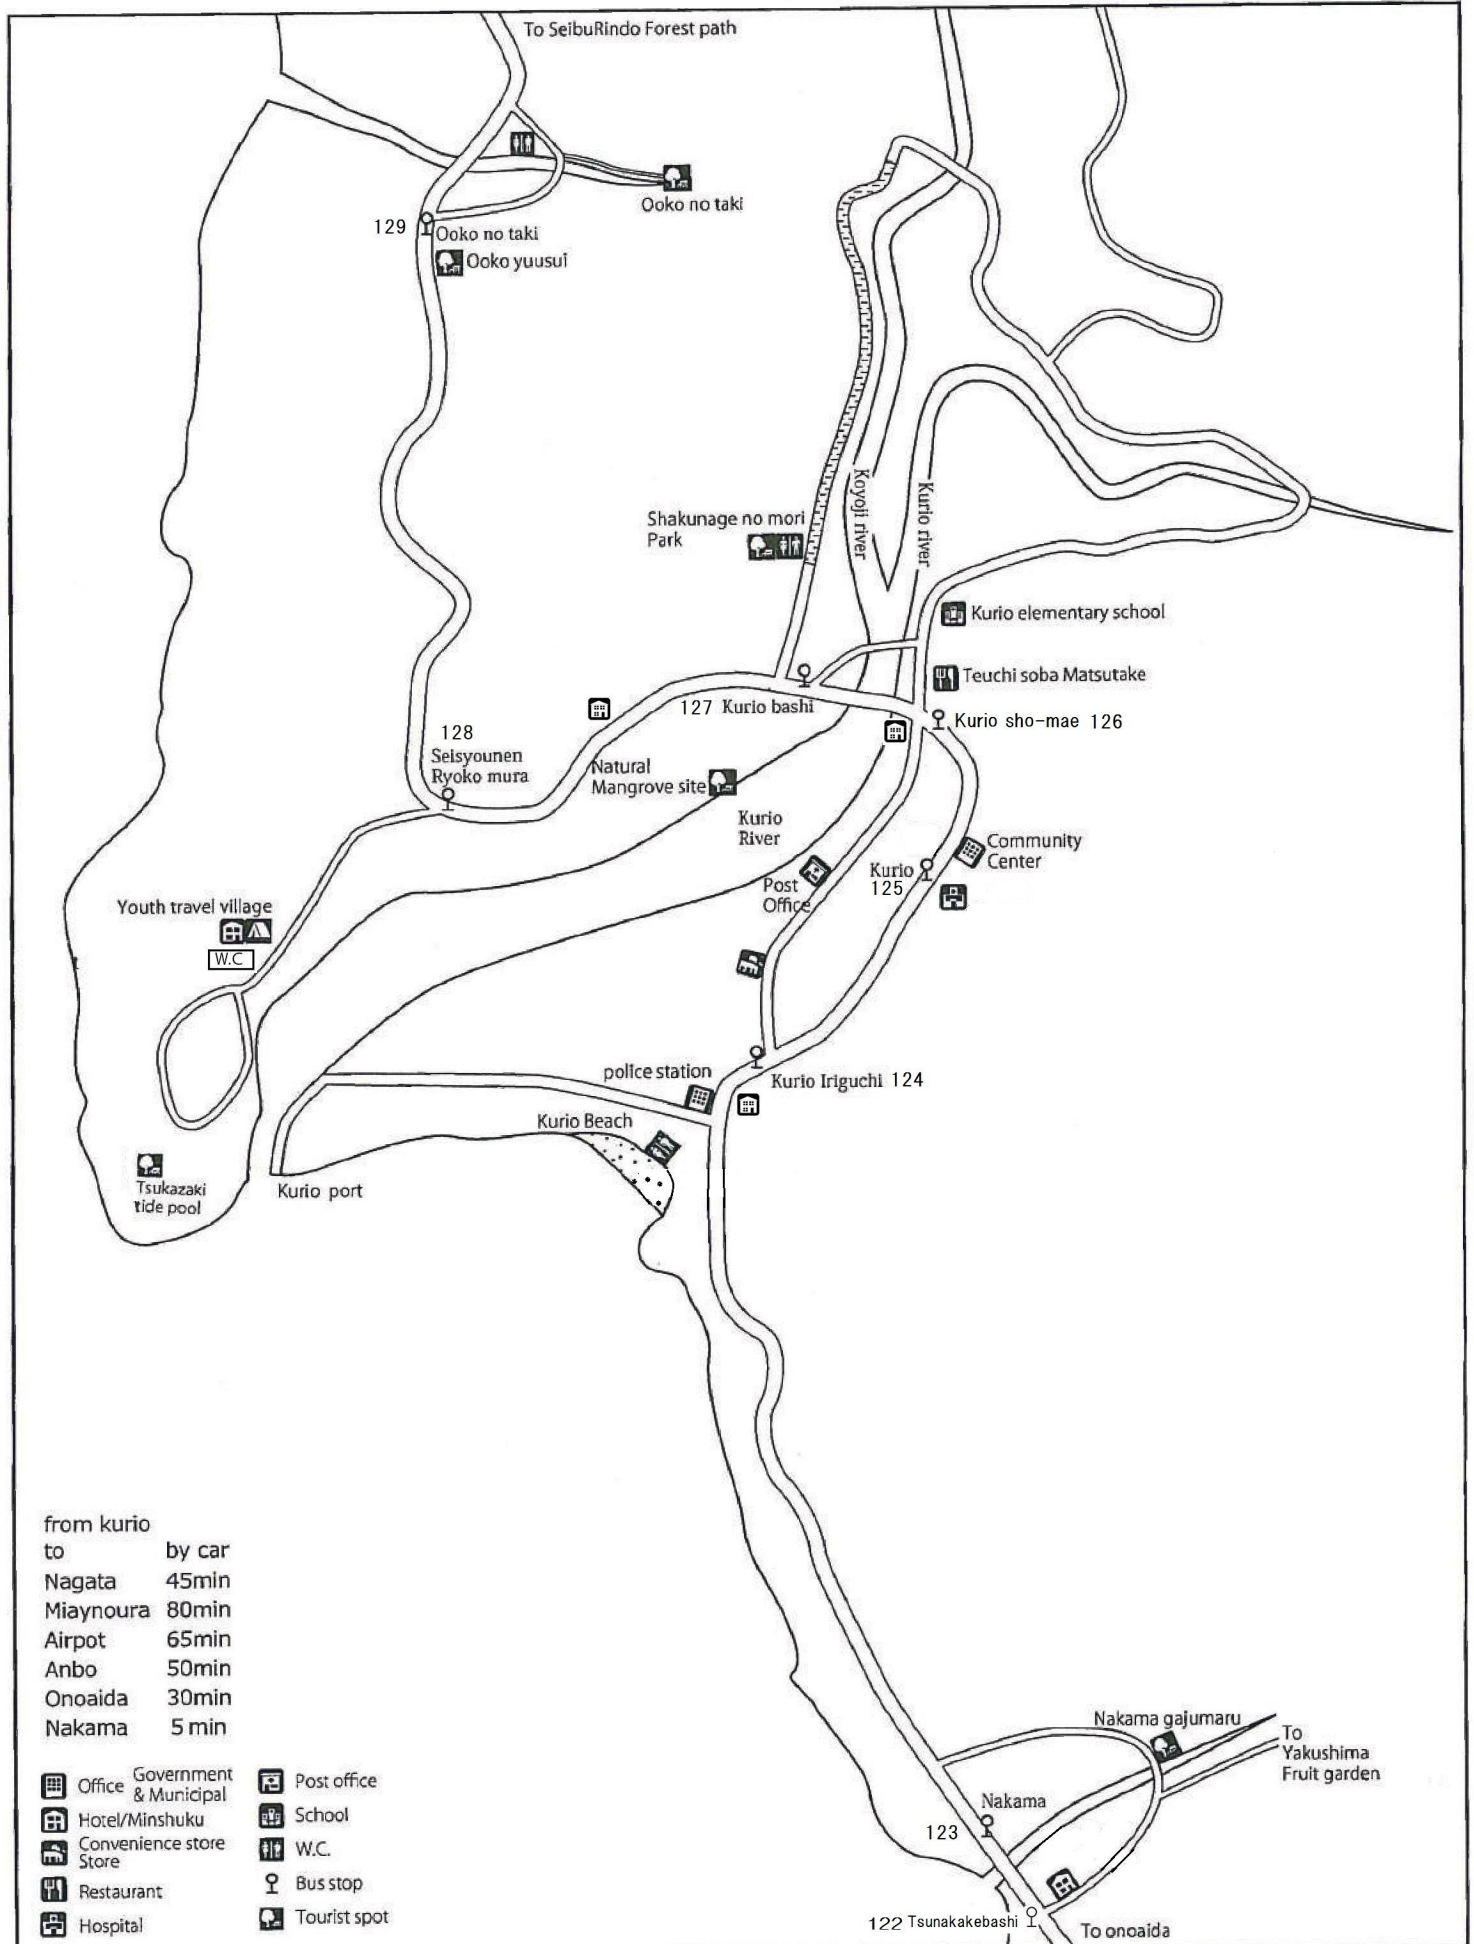 To SeibuRindo Forest path
Ooko no taki
129
Ooko no taki
Ooko yuusui
Koyoji river
Kurio river
Shakunage no mori
Park
Kurio elementary school
Teuchi soba Matsutake
127 Kurio bashi
Kurio sho-mae 126
128
Seisyounen
Ryoko mura
Natural
Mangrove site
Kurio
River
Community
Center
Kurio
125
Post
Office
Youth travel village
W.C
police station
Kurio Iriguchi 124
Kurio Beach
Tsukazaki
tide pool
Kurio port
from kurio
to by car
Nagata 45min
Miaynoura 80min
Airpot 65min
Anbo 50min
Onoaida 30min
Nakama 5 min
Nakama gajumaru
To
Yakushima
Fruit garden
Nakama
123
122 Tsunakakebashi
To onoaida
Office Government
& Municipal
Hotel/Minshuku
Convenience store
Store
Restaurant
Hospital
Post office
School
W.C.
Bus stop
Tourist spot